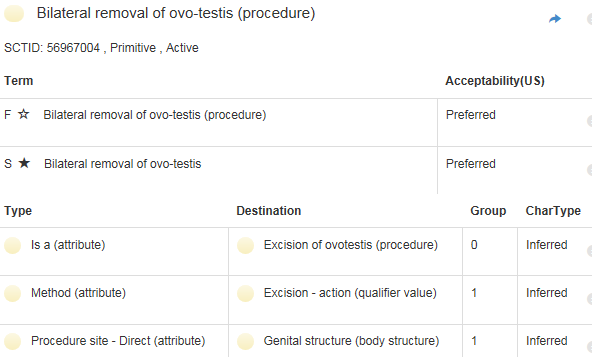 Bilateral removal of ovo-testis (procedure)
SCTID: 56967004 , Primitive , Active
Term Acceptability(US)
F ☆ Bilateral removal of ovo-testis (procedure) Preferred
S ★ Bilateral removal of ovo-testis Preferred
Type Destination Group CharType
Is a (attribute) Excision of ovotestis (procedure) 0 Inferred
Method (attribute) Excision - action (qualifier value) 1 Inferred
Procedure site - Direct (attribute) Genital structure (body structure) 1 Inferred